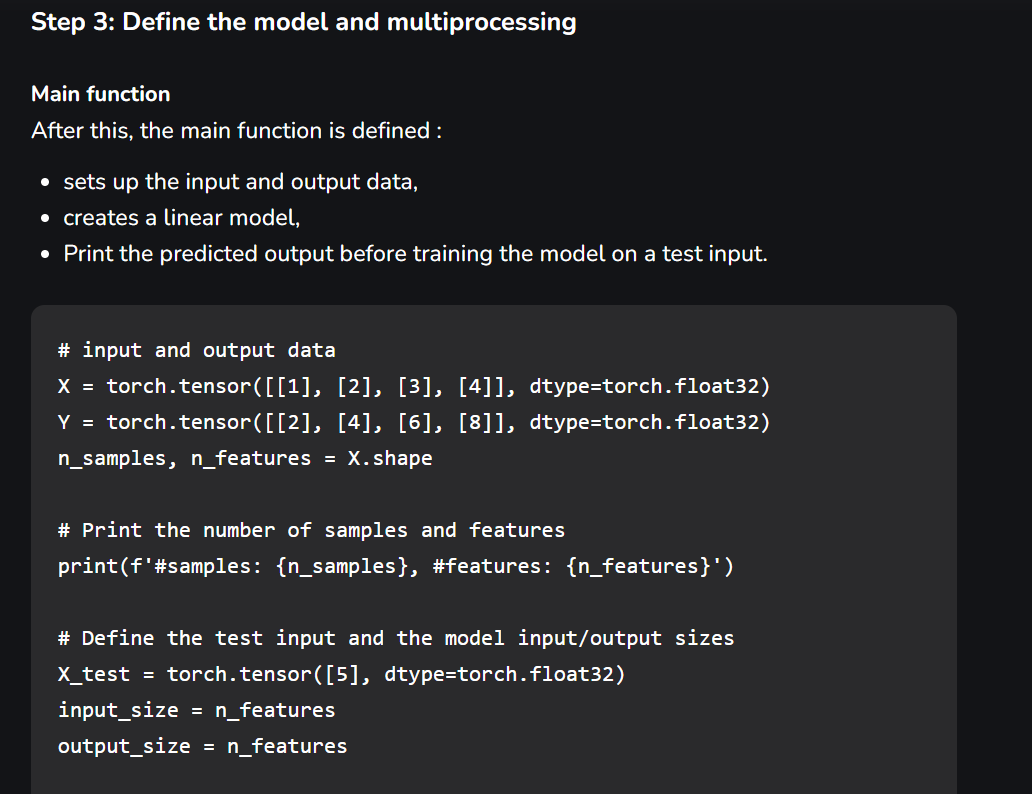 Step 3: Define the model and multiprocessing
Main function
After this, the main function is defined :
• sets up the input and output data,
• creates a linear model,
• Print the predicted output before training the model on a test input.
# input and output data
X = torch.tensor([[1], [2], [3], [4]], dtype=torch.float32)
Y = torch.tensor([[2], [4], [6], [8]], dtype=torch.float32)
n_samples, n_features = X.shape
# Print the number of samples and features
print(f'#samples: {n_samples}, #features: {n_features}')
# Define the test input and the model input/output sizes
X_test = torch.tensor([5], dtype=torch.float32)
input_size = n_features
output_size = n_features